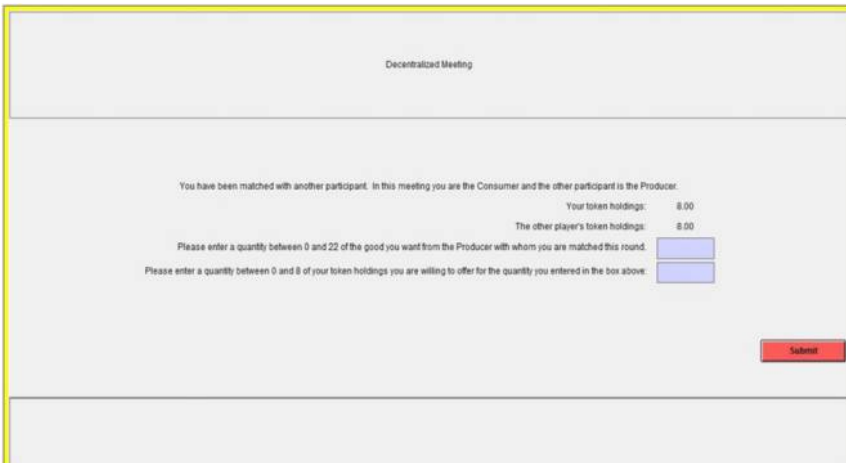 Decentralized Meeting
You have been matched with another participant. In this meeting you are the Consumer and the other participant is the Producer.
Your token holdings: 8.00
The other player's token holdings: 8.00
Please enter a quantity between 0 and 22 of the good you want from the Producer with whom you are matched this round.
Please enter a quantity between 0 and 8 of your token holdings you are willing to offer for the quantity you entered in the box above:
Submit